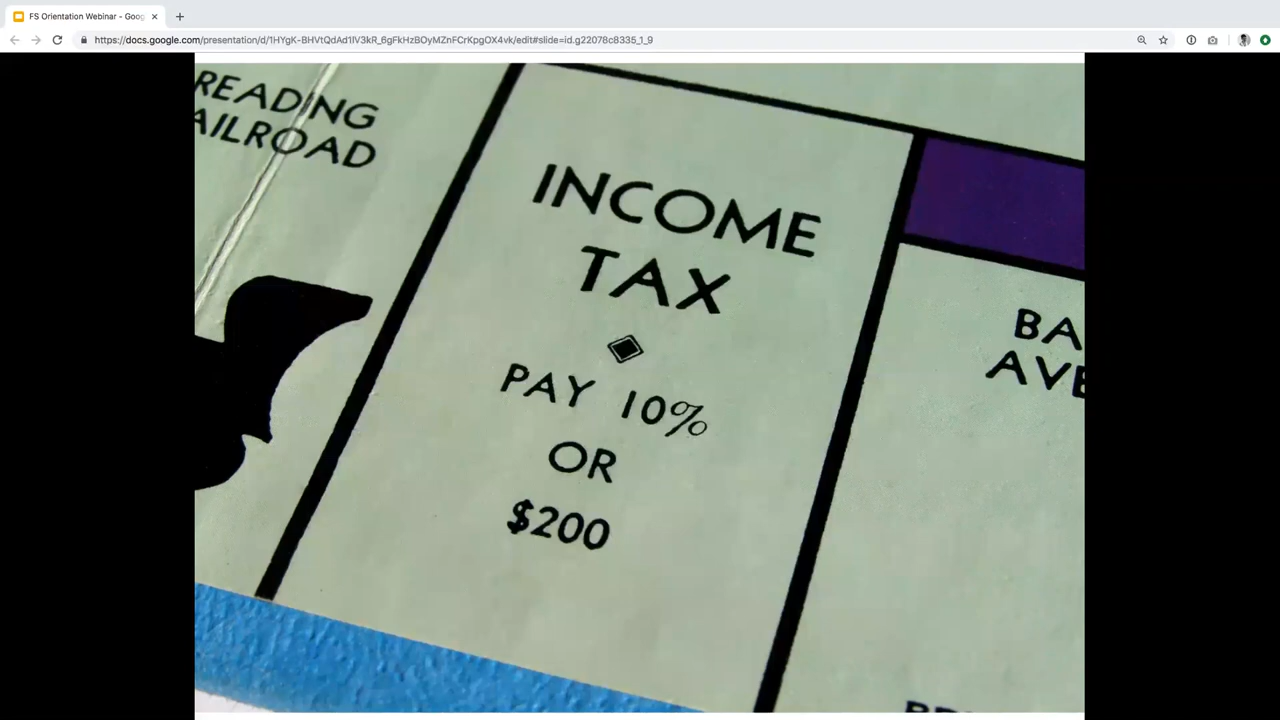 FS Orientation Webinar - Goog
https://docs.google.com/presentation/d/1HYgK-BHVtQdAd1IV3kR_6gFkHzBOyMZnFCrKpgOX4vk/edit#slide=id.g22078c8335_1_9
READING
AILROAD
INCOME
TAX
PAY 10%
OR
$200
BA
AVE